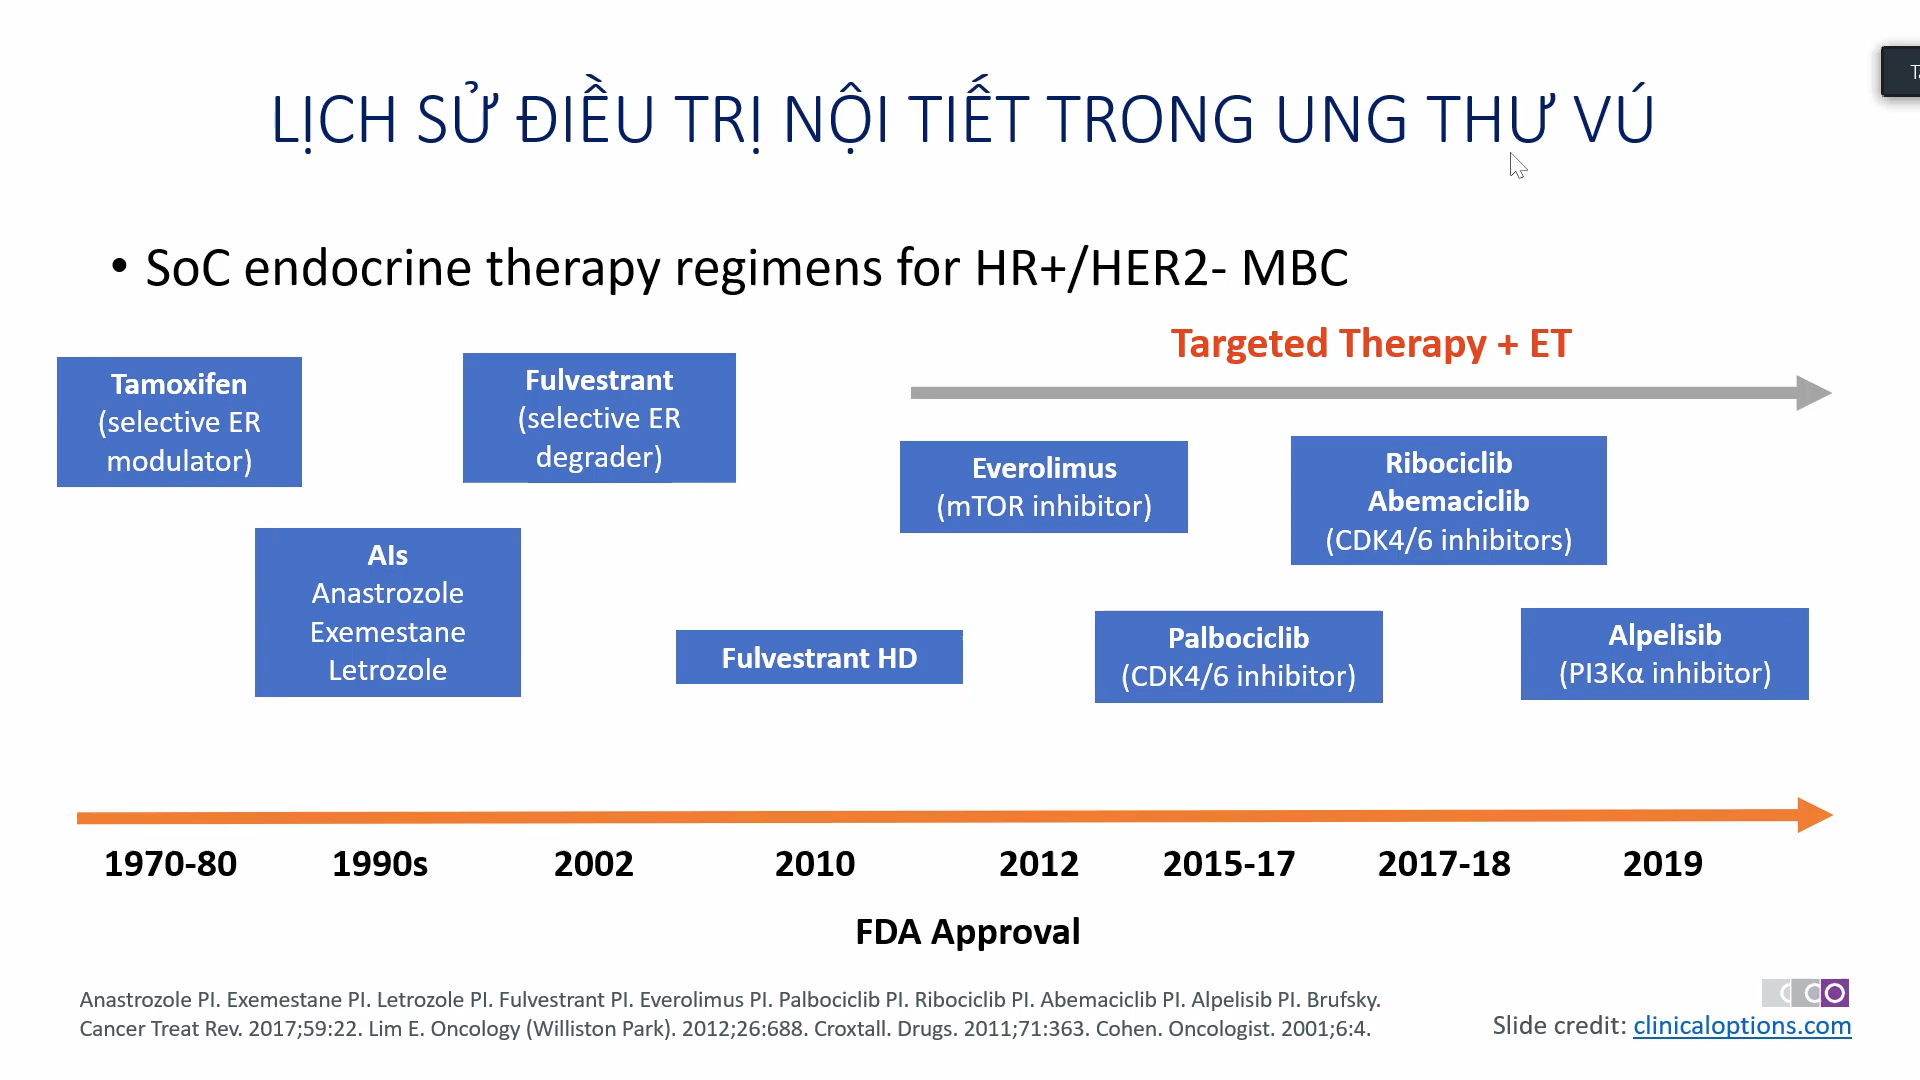 LỊCH SỬ ĐIỀU TRỊ NỘI TIẾT TRONG UNG THƯ VÚ
• SoC endocrine therapy regimens for HR+/HER2- MBC
Targeted Therapy + ET
Tamoxifen
(selective ER
modulator)
Fulvestrant
(selective ER
degrader)
Everolimus
(mTOR inhibitor)
Ribociclib
Abemaciclib
(CDK4/6 inhibitors)
AIs
Anastrozole
Exemestane
Letrozole
Fulvestrant HD
Palbociclib
(CDK4/6 inhibitor)
Alpelisib
(PI3Kα inhibitor)
1970-80 1990s 2002 2010 2012 2015-17 2017-18 2019
FDA Approval
Anastrozole PI. Exemestane PI. Letrozole PI. Fulvestrant PI. Everolimus PI. Palbociclib PI. Ribociclib PI. Abemaciclib PI. Alpelisib PI. Brufsky.
Cancer Treat Rev. 2017;59:22. Lim E. Oncology (Williston Park). 2012;26:688. Croxtall. Drugs. 2011;71:363. Cohen. Oncologist. 2001;6:4.
Slide credit: clinicaloptions.com